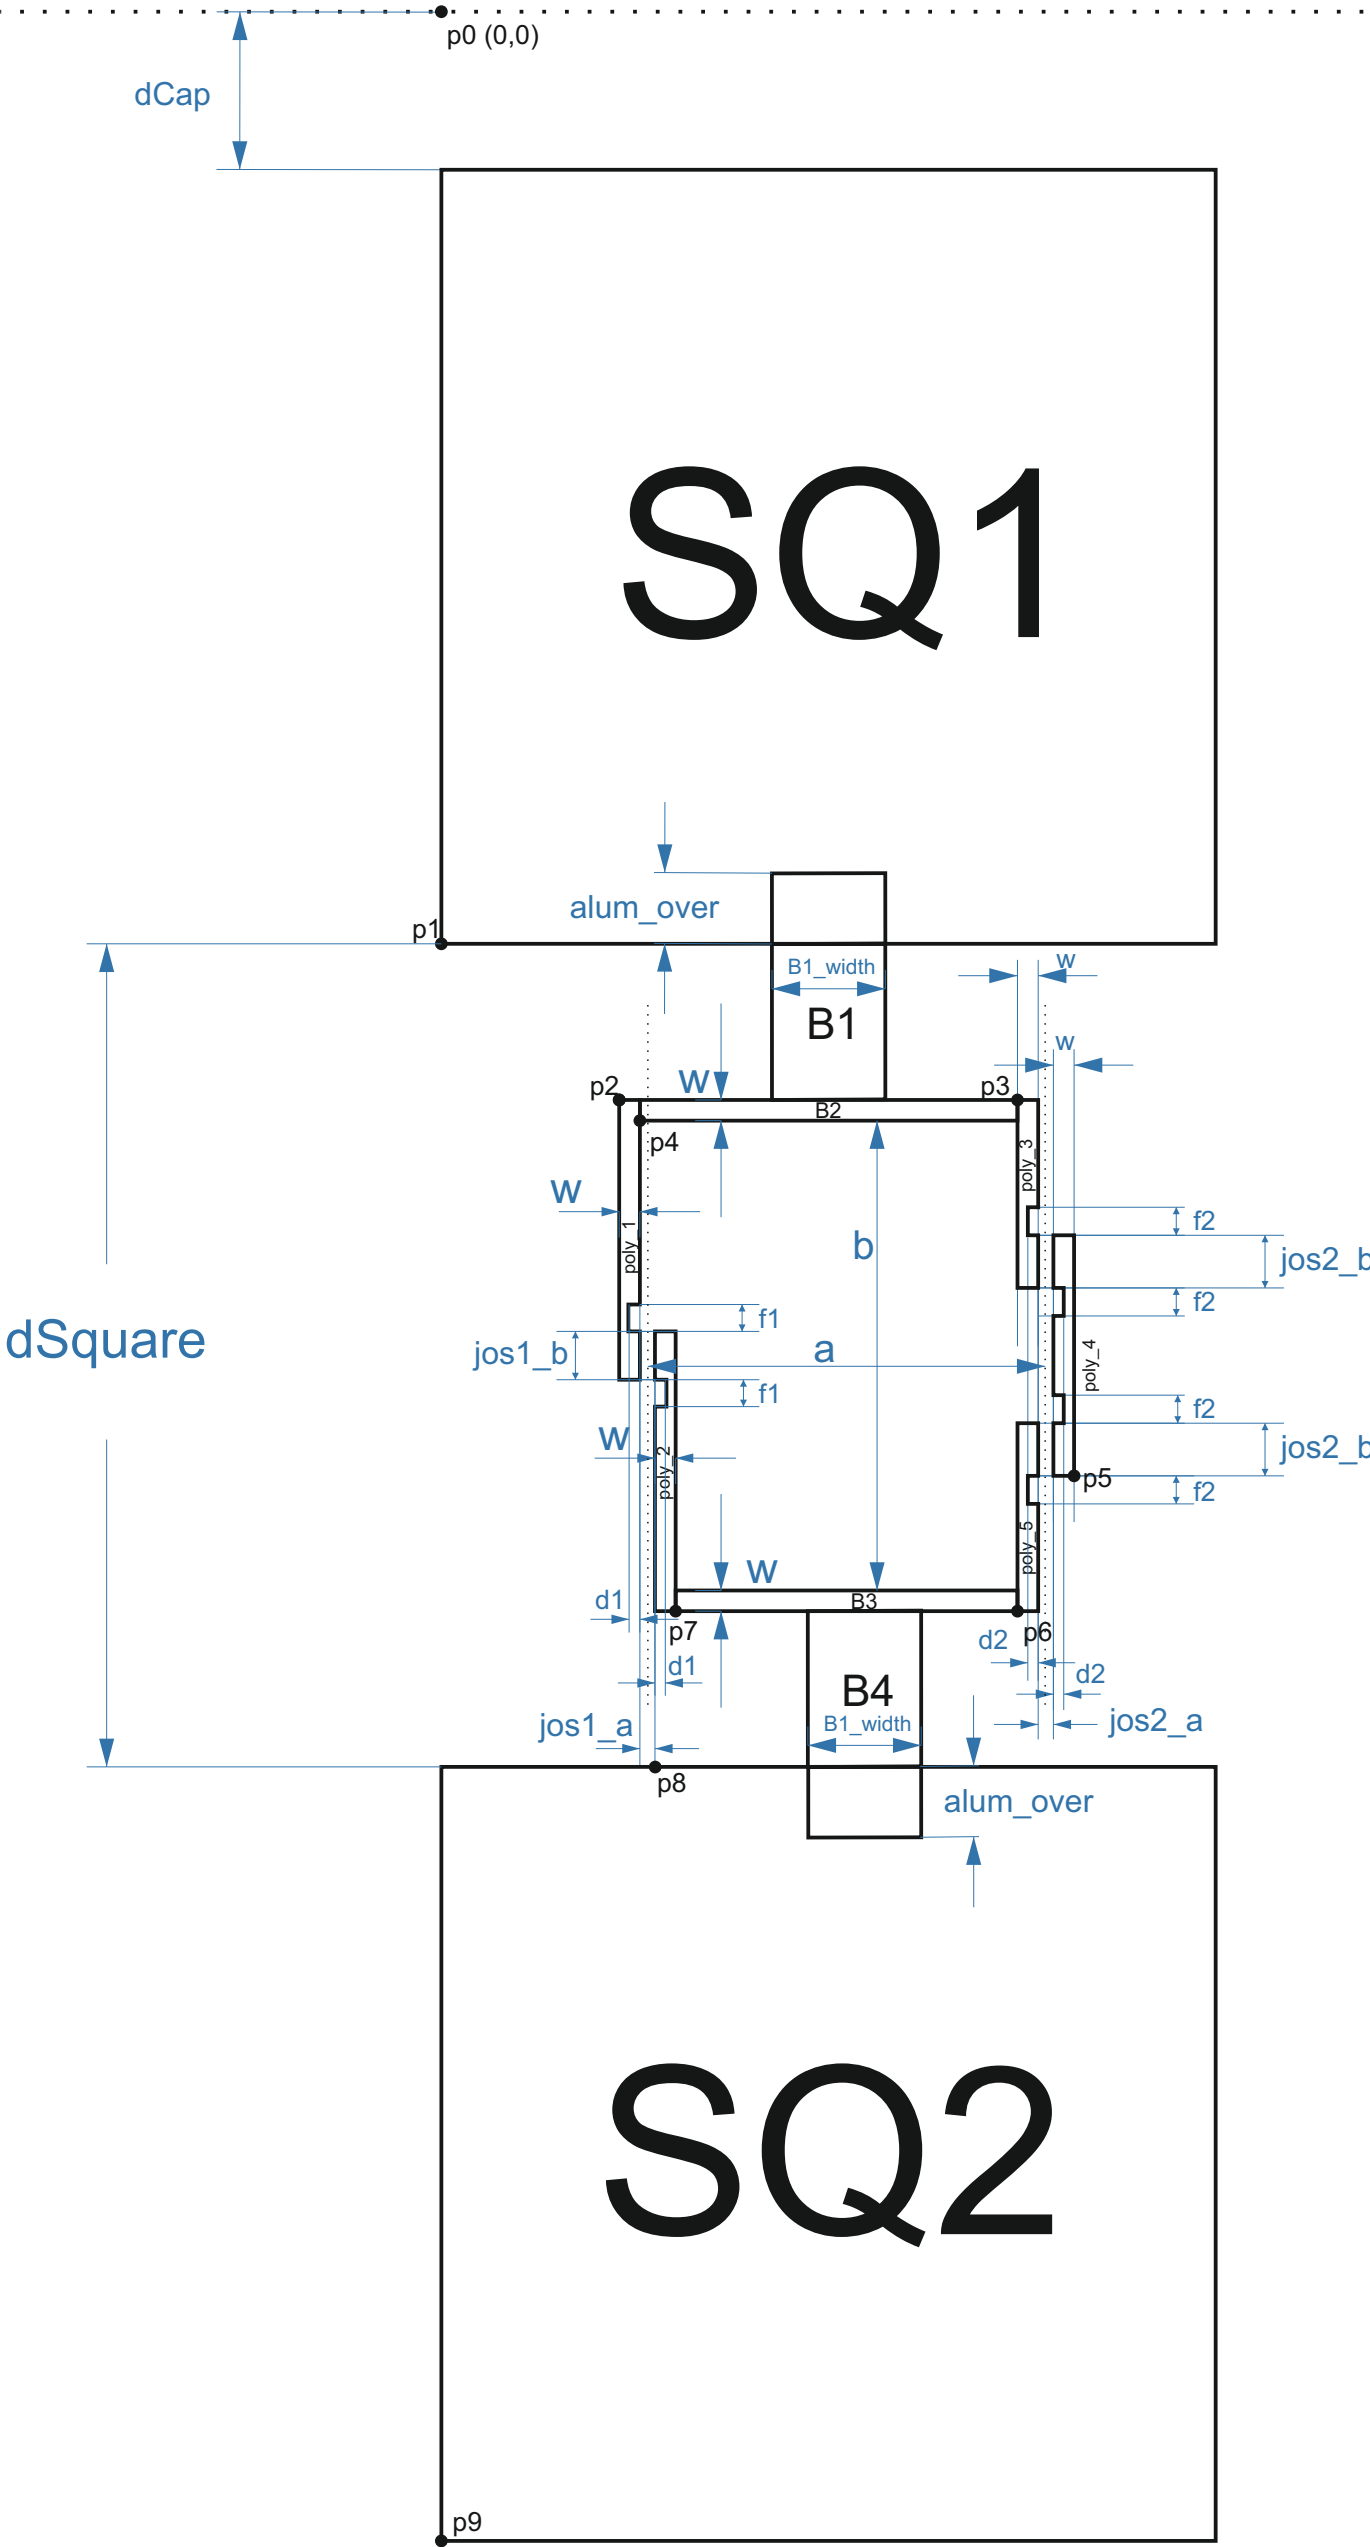 p0 (0,0)
dCap
SQ1
alum_over
p1
B1_width
w
B1
w
w
p2
p3
B2
p4
poly_3
w
f2
poly_1
b
jos2_b
f2
f1
dSquare
jos1_b
a
poly_4
f1
f2
w
poly_2
jos2_b
p5
f2
poly_5
w
d1
B3
p7
p6
d2
d1
d2
B4
jos1_a
B1_width
jos2_a
p8
alum_over
SQ2
p9